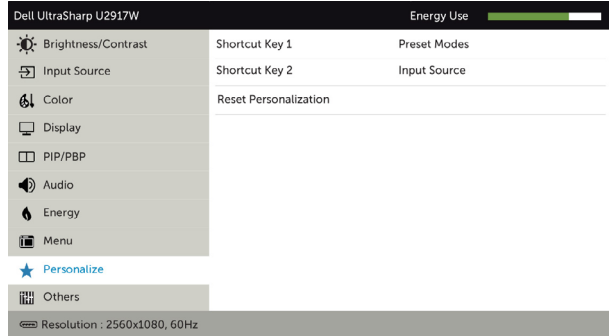 Dell UltraSharp U2917W Energy Use
Brightness/Contrast Shortcut Key 1 Preset Modes
Input Source Shortcut Key 2 Input Source
Color Reset Personalization
Display
PIP/PBP
Audio
Energy
Menu
Personalize
Others
Resolution : 2560x1080, 60Hz